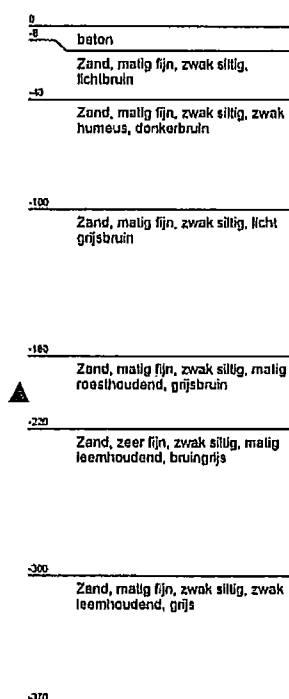 0
-8
beton
Zand, matig fijn, zwak siltig,
lichtbruin
-40
Zand, matig fijn, zwak siltig, zwak
humeus, donkerbruin
-100
Zand, matig fijn, zwak siltig, licht
grijsbruin
-180
Zand, matig fijn, zwak siltig, matig
roesthoudend, grijsbruin
-220
Zand, zeer fijn, zwak siltig, matig
leemhoudend, bruingrijs
-300
Zand, matig fijn, zwak siltig, zwak
leemhoudend, grijs
-370